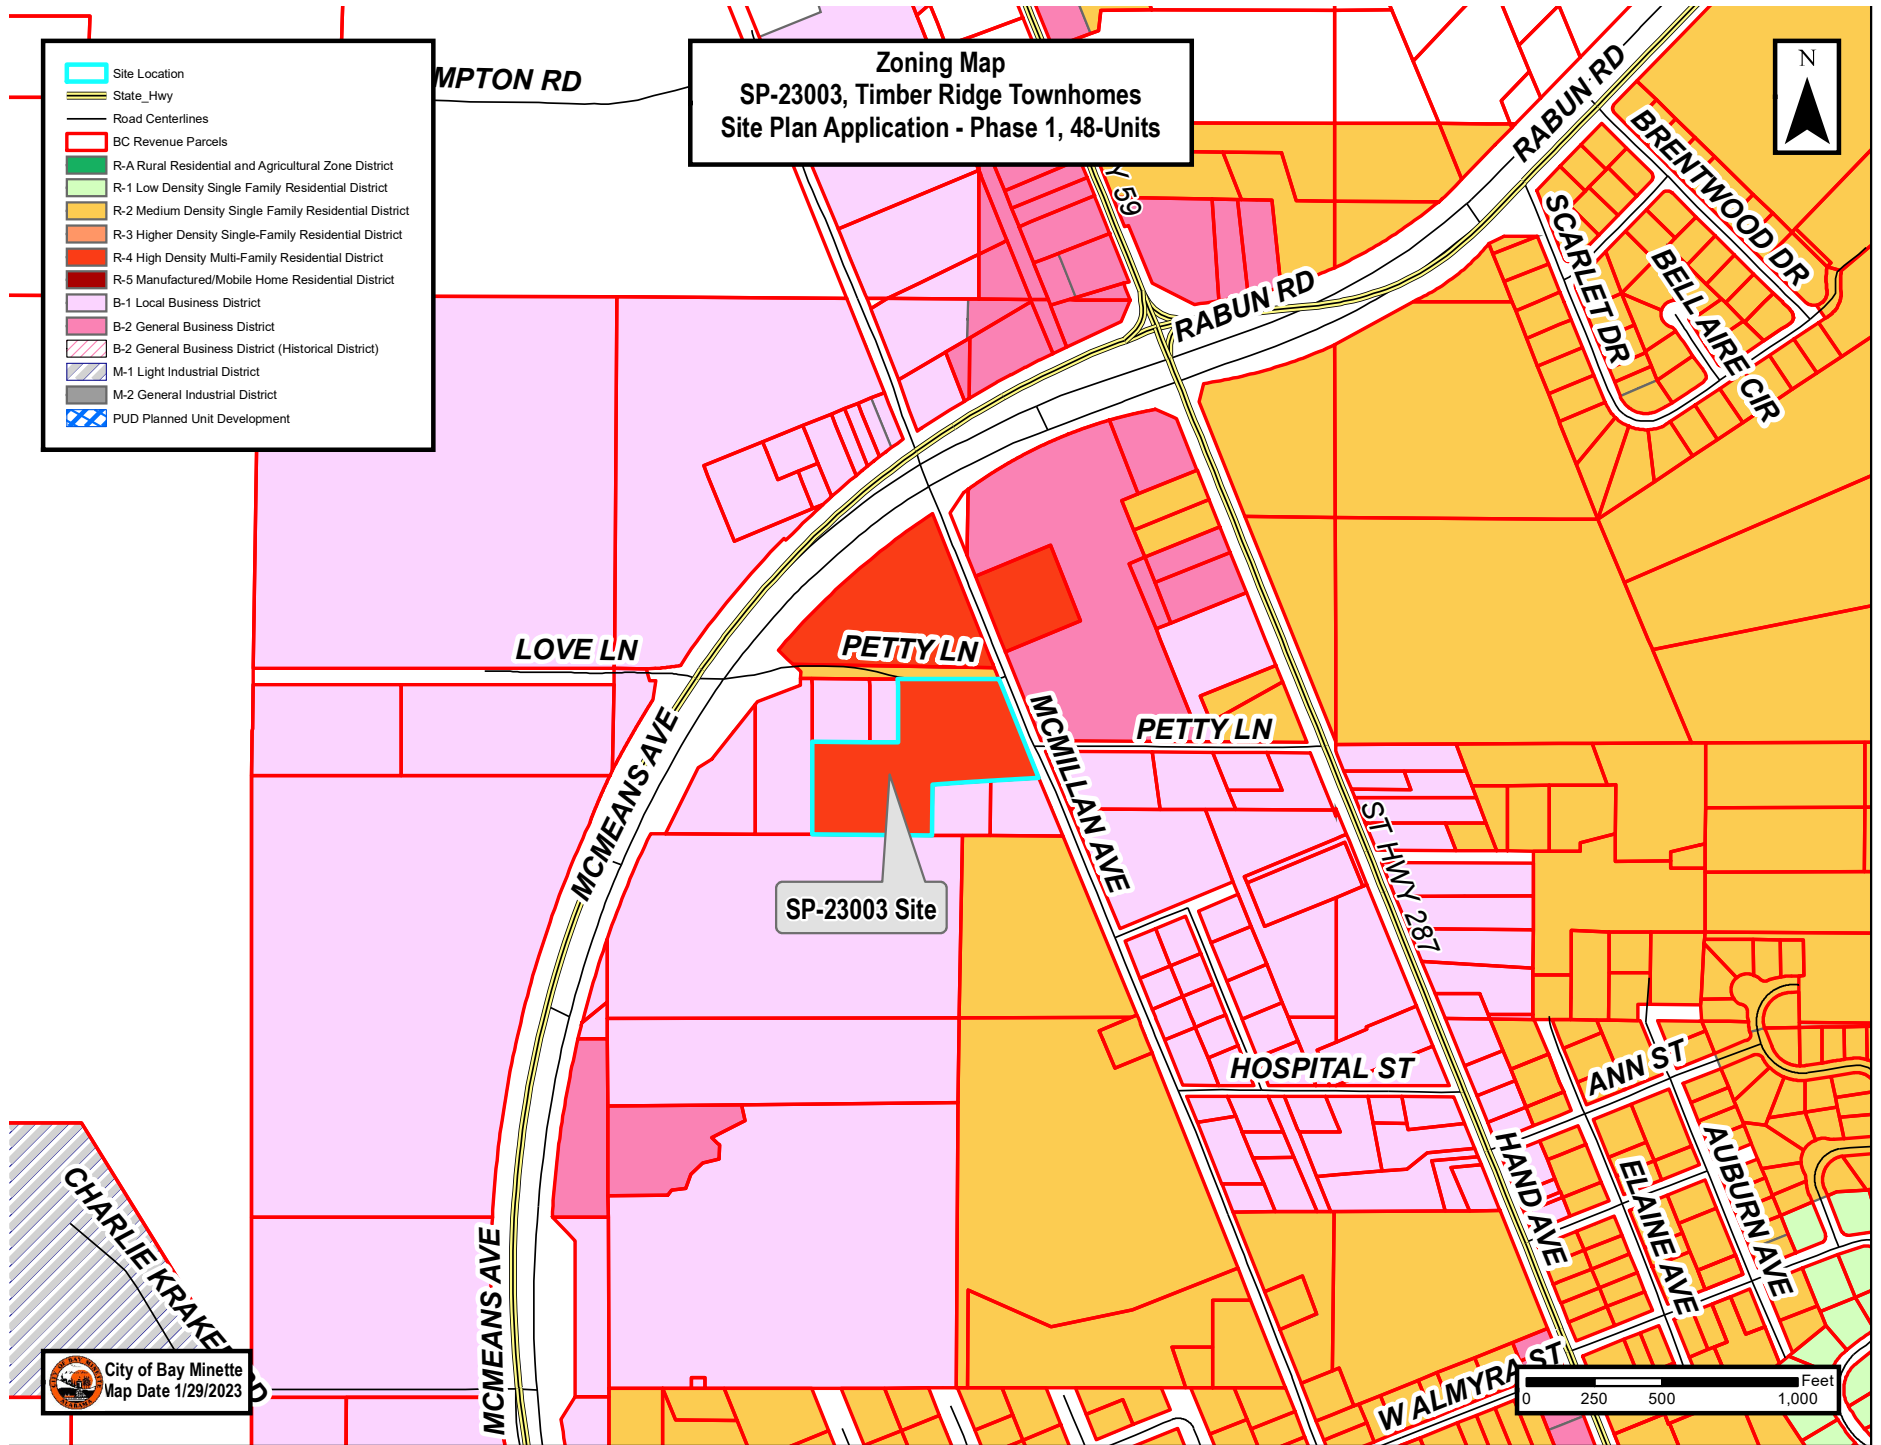 Zoning Map
SP-23003, Timber Ridge Townhomes
Site Plan Application - Phase 1, 48-Units
N
Site Location
State_Hwy
Road Centerlines
BC Revenue Parcels
R-A Rural Residential and Agricultural Zone District
R-1 Low Density Single Family Residential District
R-2 Medium Density Single Family Residential District
R-3 Higher Density Single-Family Residential District
R-4 High Density Multi-Family Residential District
R-5 Manufactured/Mobile Home Residential District
B-1 Local Business District
B-2 General Business District
B-2 General Business District (Historical District)
M-1 Light Industrial District
M-2 General Industrial District
PUD Planned Unit Development
MPTON RD
Y 59
RABUN RD
BRENTWOOD DR
SCARLET DR
BELL AIRE CIR
RABUN RD
LOVE LN
PETTY LN
PETTY LN
MCMEANS AVE
MCMILLAN AVE
ST HWY 287
SP-23003 Site
HOSPITAL ST
ANN ST
HAND AVE
ELAINE AVE
AUBURN AVE
CHARLIE KRAKE
D
MCMEANS AVE
W ALMYRA ST
City of Bay Minette
Map Date 1/29/2023
Feet
0 250 500 1,000